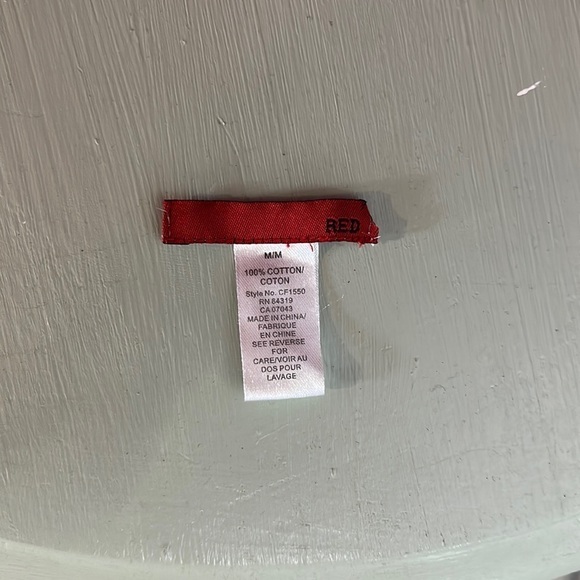 RED
M/M
100% COTTON/
COTON
Style No. CF1550
RN 84319
CA 07043
MADE IN CHINA/
FABRIQUE
EN CHINE
SEE REVERSE
FOR
CARE/VOIR AU
DOS POUR
LAVAGE